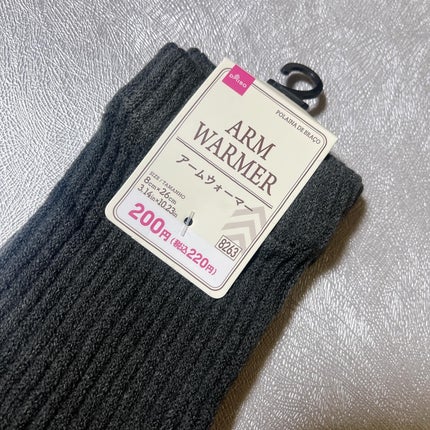 DAISO
POLAINA DE BRAÇO
ARM
WARMER
アームウォーマー
SIZE / TAMANHO
8cm×26cm
3.14in×10.23in
200円(税込220円)
8263